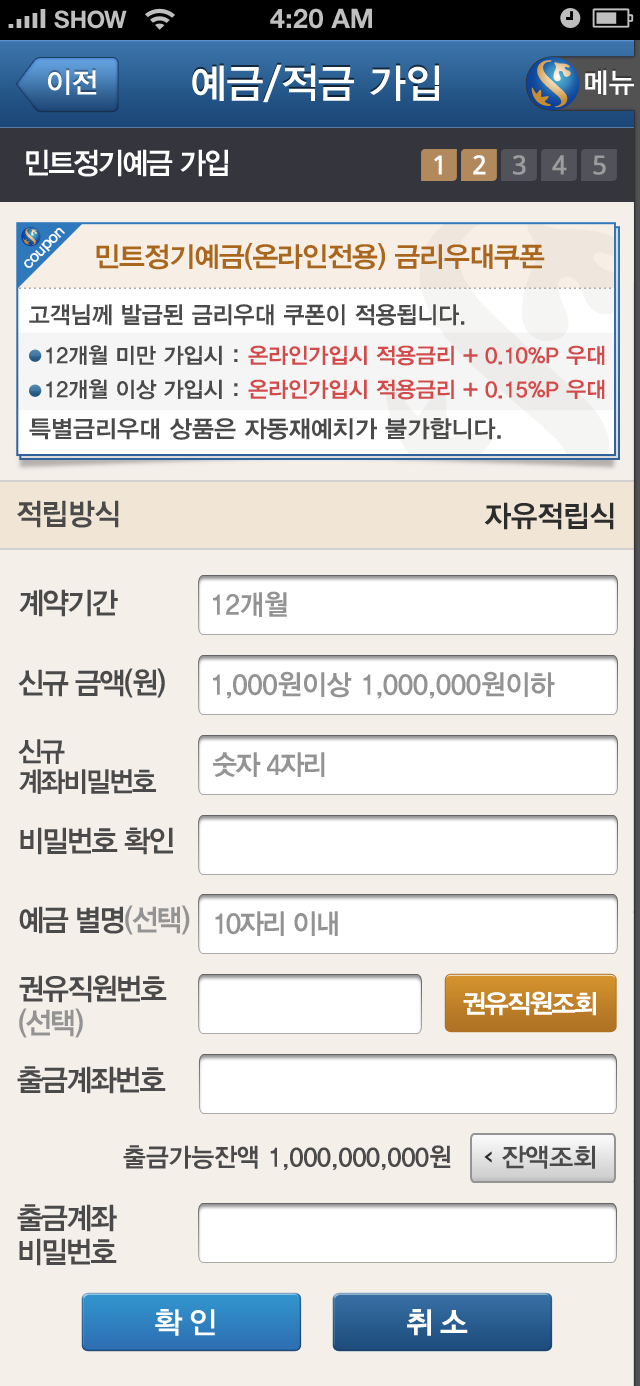 SHOW 4:20 AM
이전 예금/적금 가입 메뉴
민트정기예금 가입 1 2 3 4 5
coupon
민트정기예금(온라인전용) 금리우대쿠폰
고객님께 발급된 금리우대 쿠폰이 적용됩니다.
●12개월 미만 가입시 : 온라인가입시 적용금리 + 0.10%P 우대
●12개월 이상 가입시 : 온라인가입시 적용금리 + 0.15%P 우대
특별금리우대 상품은 자동재예치가 불가합니다.
적립방식 자유적립식
계약기간 12개월
신규 금액(원) 1,000원이상 1,000,000원이하
신규
계좌비밀번호 숫자 4자리
비밀번호 확인
예금 별명(선택) 10자리 이내
권유직원번호
(선택) 권유직원조회
출금계좌번호
출금가능잔액 1,000,000,000원 < 잔액조회
출금계좌
비밀번호
확 인 취 소